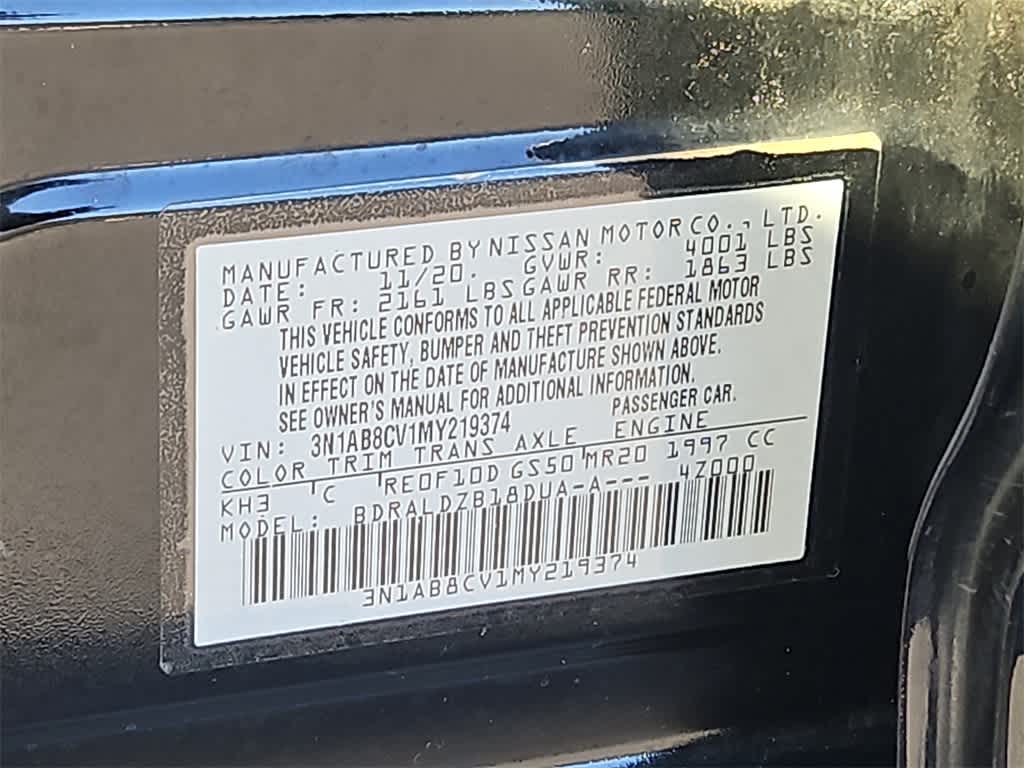 MANUFACTURED BY NISSAN MOTOR CO., LTD.
DATE: 11/20. GVWR: 4001 LBS
GAWR FR: 2161 LBS GAWR RR: 1863 LBS
THIS VEHICLE CONFORMS TO ALL APPLICABLE FEDERAL MOTOR
VEHICLE SAFETY, BUMPER AND THEFT PREVENTION STANDARDS
IN EFFECT ON THE DATE OF MANUFACTURE SHOWN ABOVE.
SEE OWNER'S MANUAL FOR ADDITIONAL INFORMATION.
VIN: 3N1AB8CV1MY219374 PASSENGER CAR.
COLOR TRIM TRANS AXLE ENGINE
KH3 C RE0F10D GS50 MR20 1997 CC
MODEL: BDRALDZB18DUA-A--- 4Z000
3N1AB8CV1MY219374